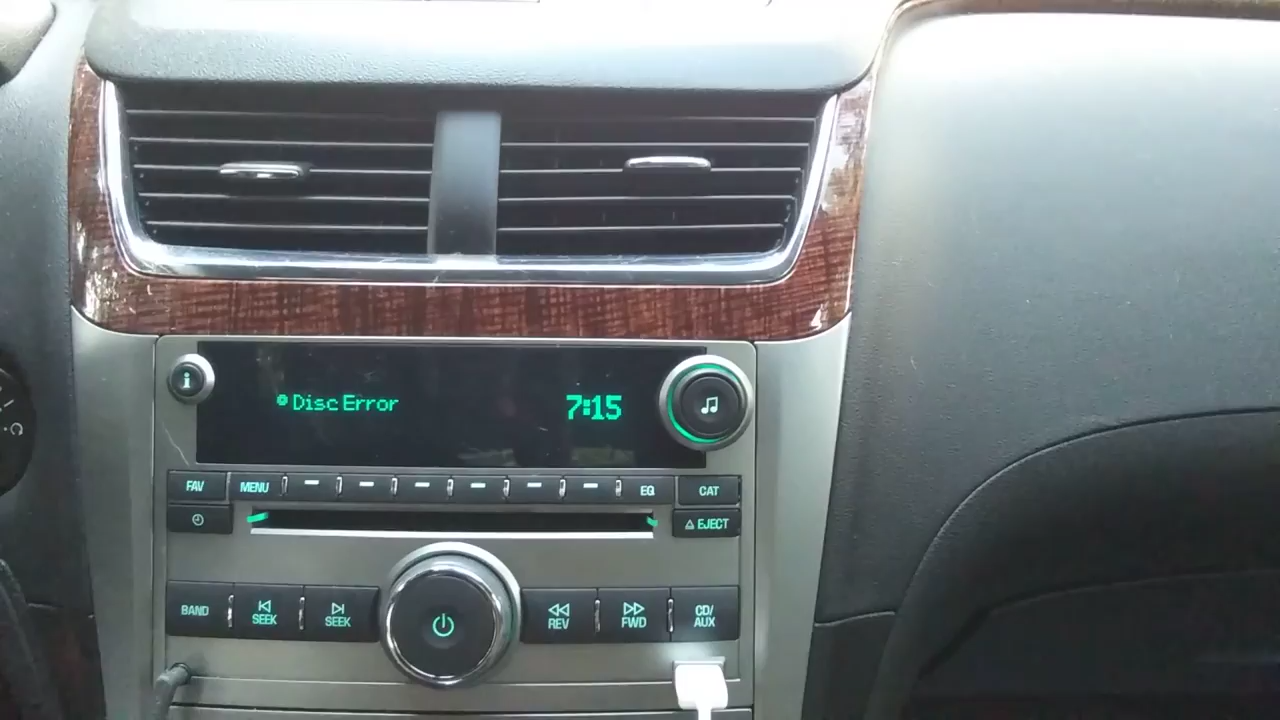 Disc Error 7:15
FAV MENU EQ CAT
EJECT
BAND SEEK SEEK REV FWD CD/
AUX